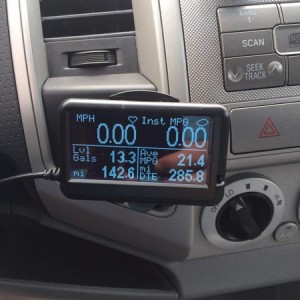 MPH Inst MPG
0.00 0.00
Lvl Gals 13.3 Ave MPG 21.4
mi 142.6 mi DTE 285.8
SCAN
SEEK
TRACK